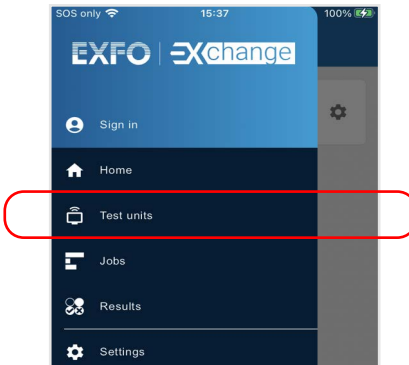 SOS only 15:37 100%
EXFO | EXchange
Sign in
Home
Test units
Jobs
Results
Settings